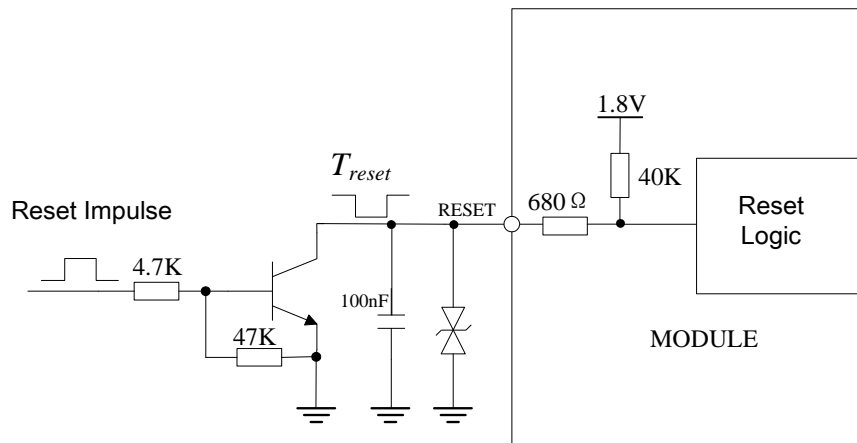 1.8V
T_reset
40K
680 Ω
RESET
Reset Impulse
Reset
Logic
4.7K
100nF
47K
MODULE